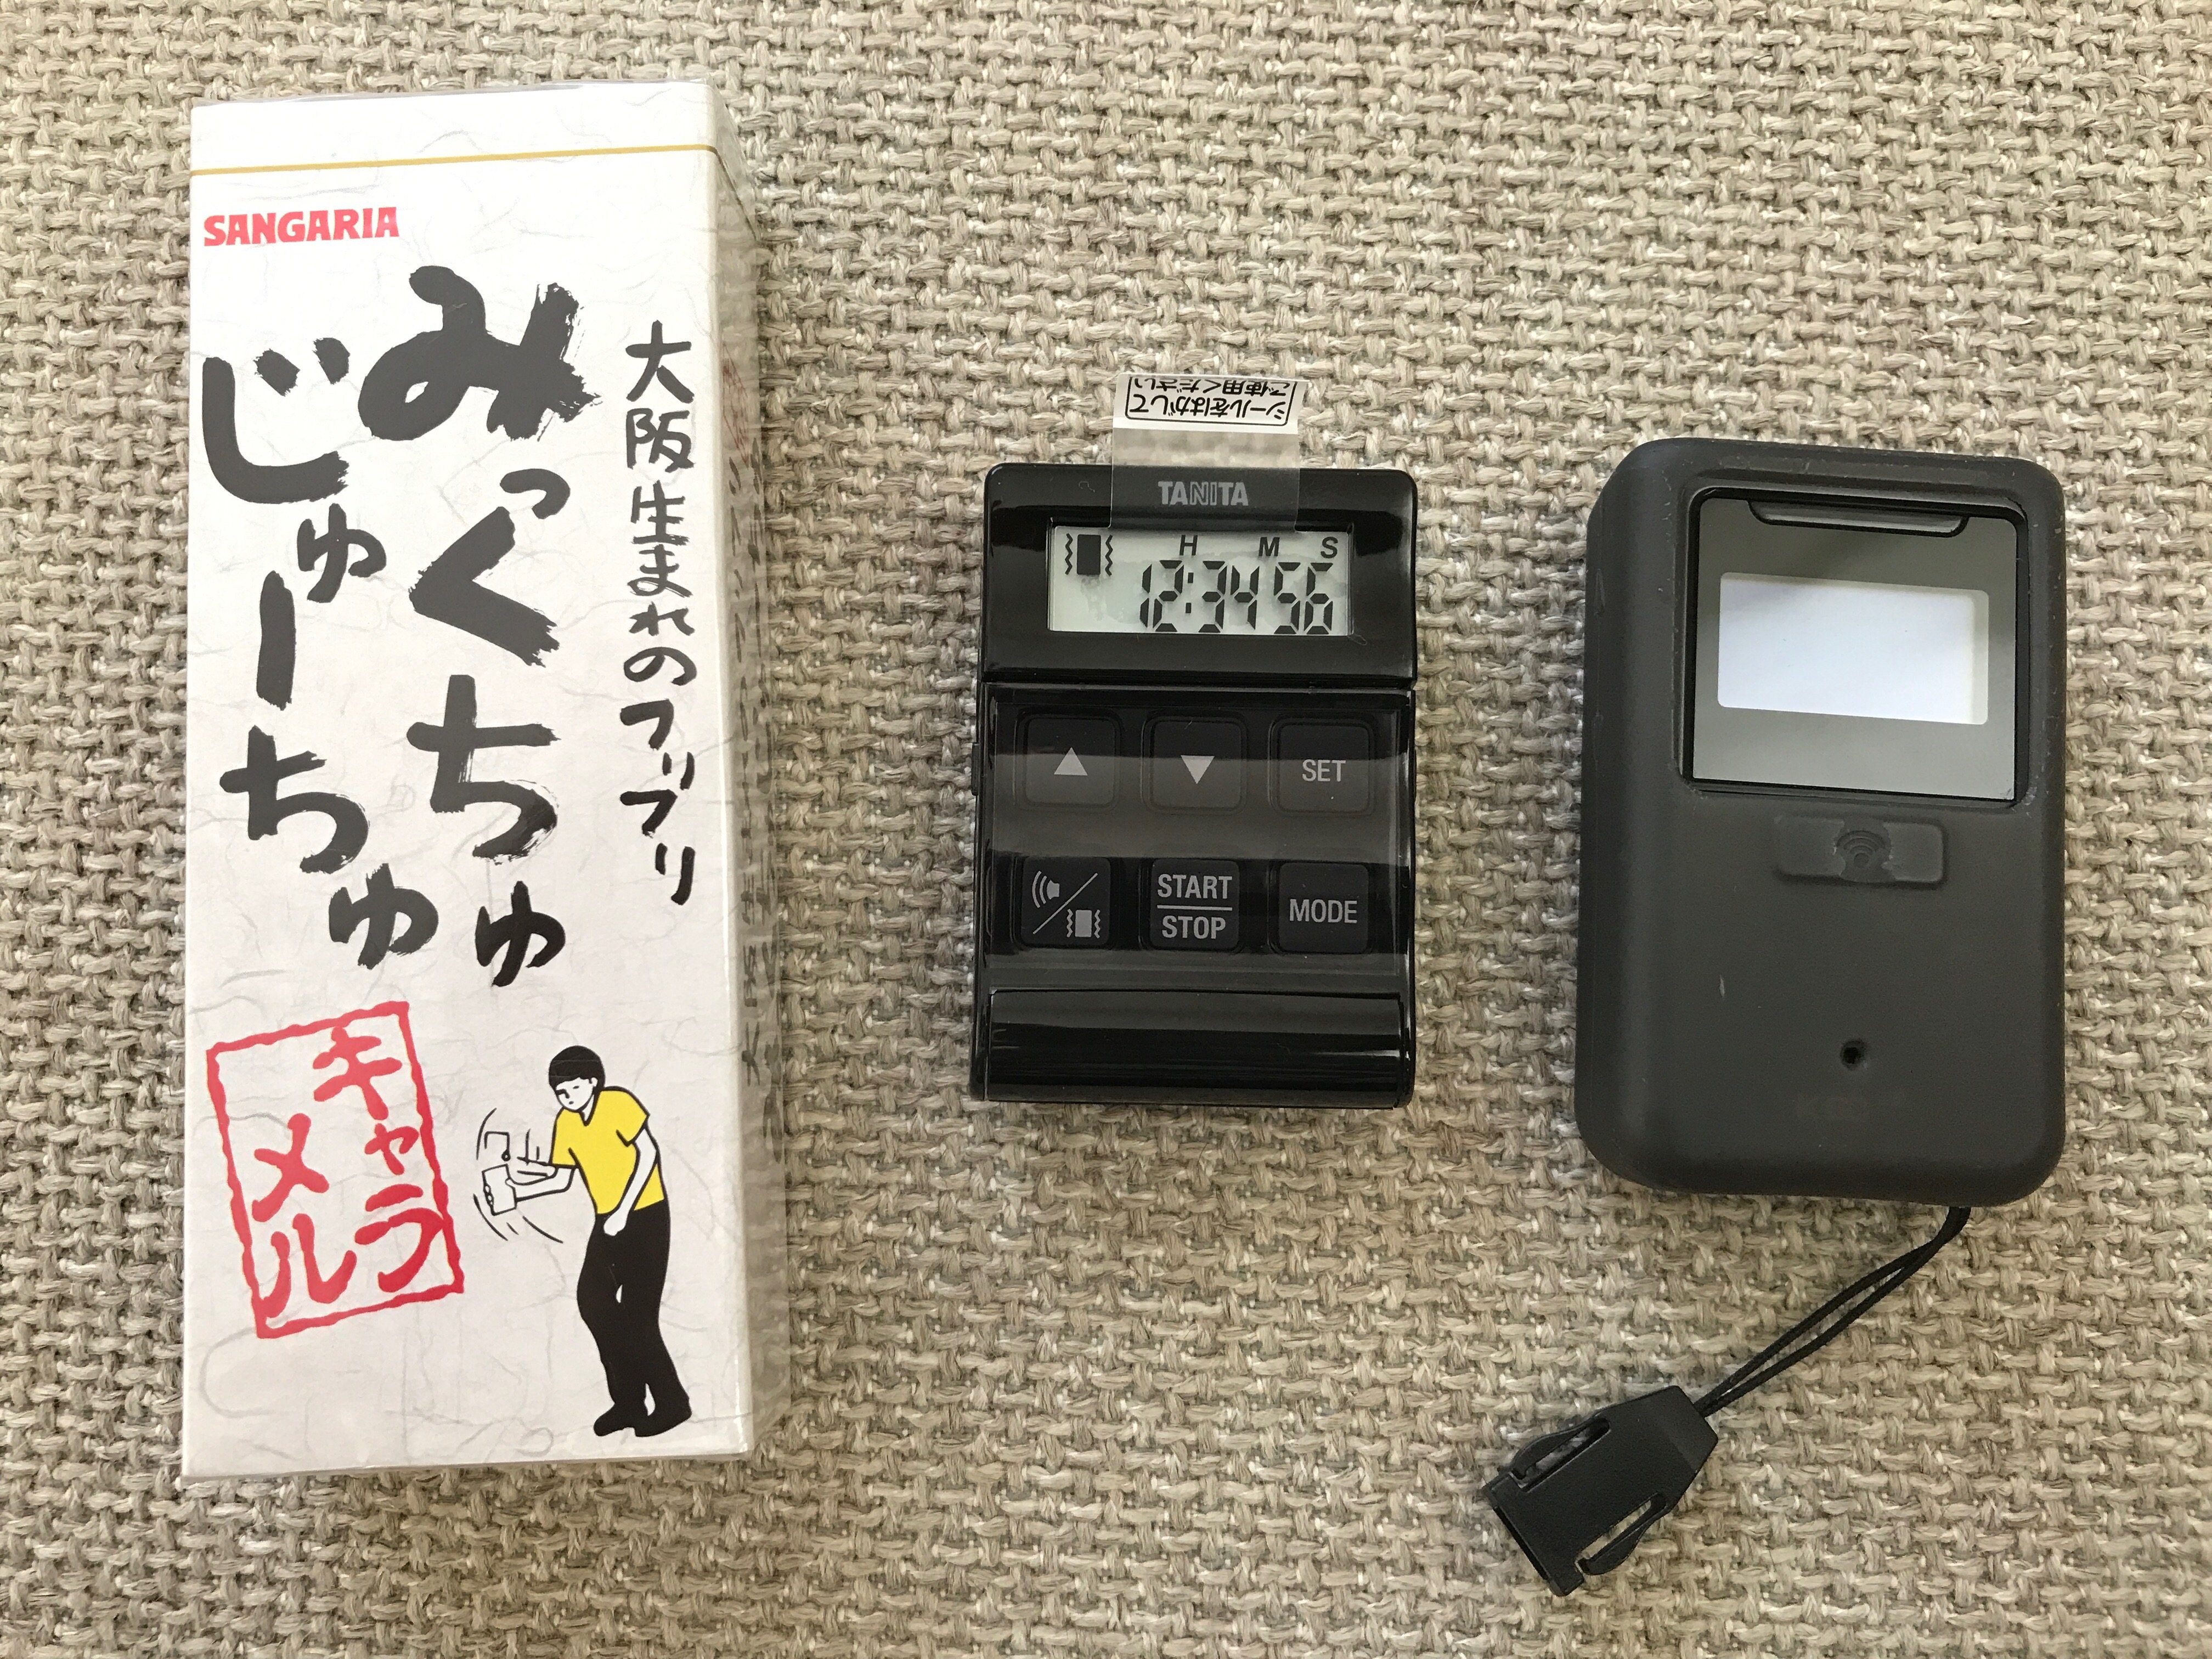 SANGARIA
大阪生まれのフリフリ
みっくちゅ
じゅーちゅ
キャラ
メル
シールをはがして
ご使用ください
TANITA
H M S
12:34 56
SET
START
STOP
MODE